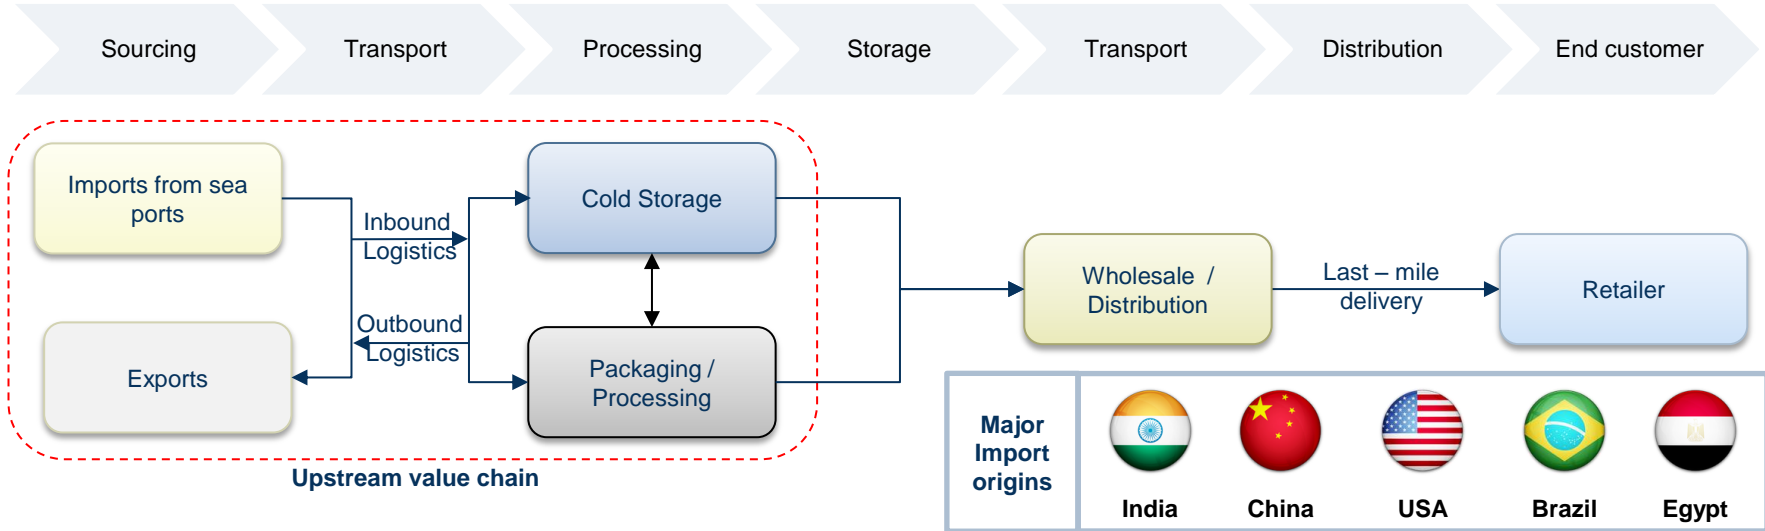 Sourcing
Transport
Processing
Storage
Transport
Distribution
End customer
Imports from sea
ports
Inbound
Logistics
Cold Storage
Outbound
Logistics
Exports
Packaging /
Processing
Wholesale /
Distribution
Last – mile
delivery
Retailer
Upstream value chain
Major
Import
origins
India
China
USA
Brazil
Egypt